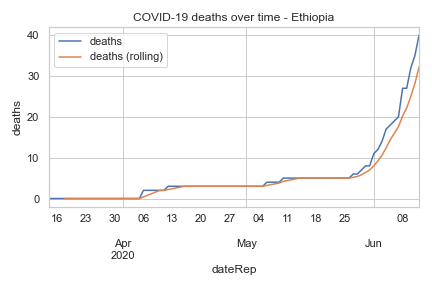 COVID-19 deaths over time - Ethiopia
deaths
deaths (rolling)
40
30
20
10
0
deaths
16 23 30 06 13 20 27 04 11 18 25 08
Apr May Jun
2020
dateRep